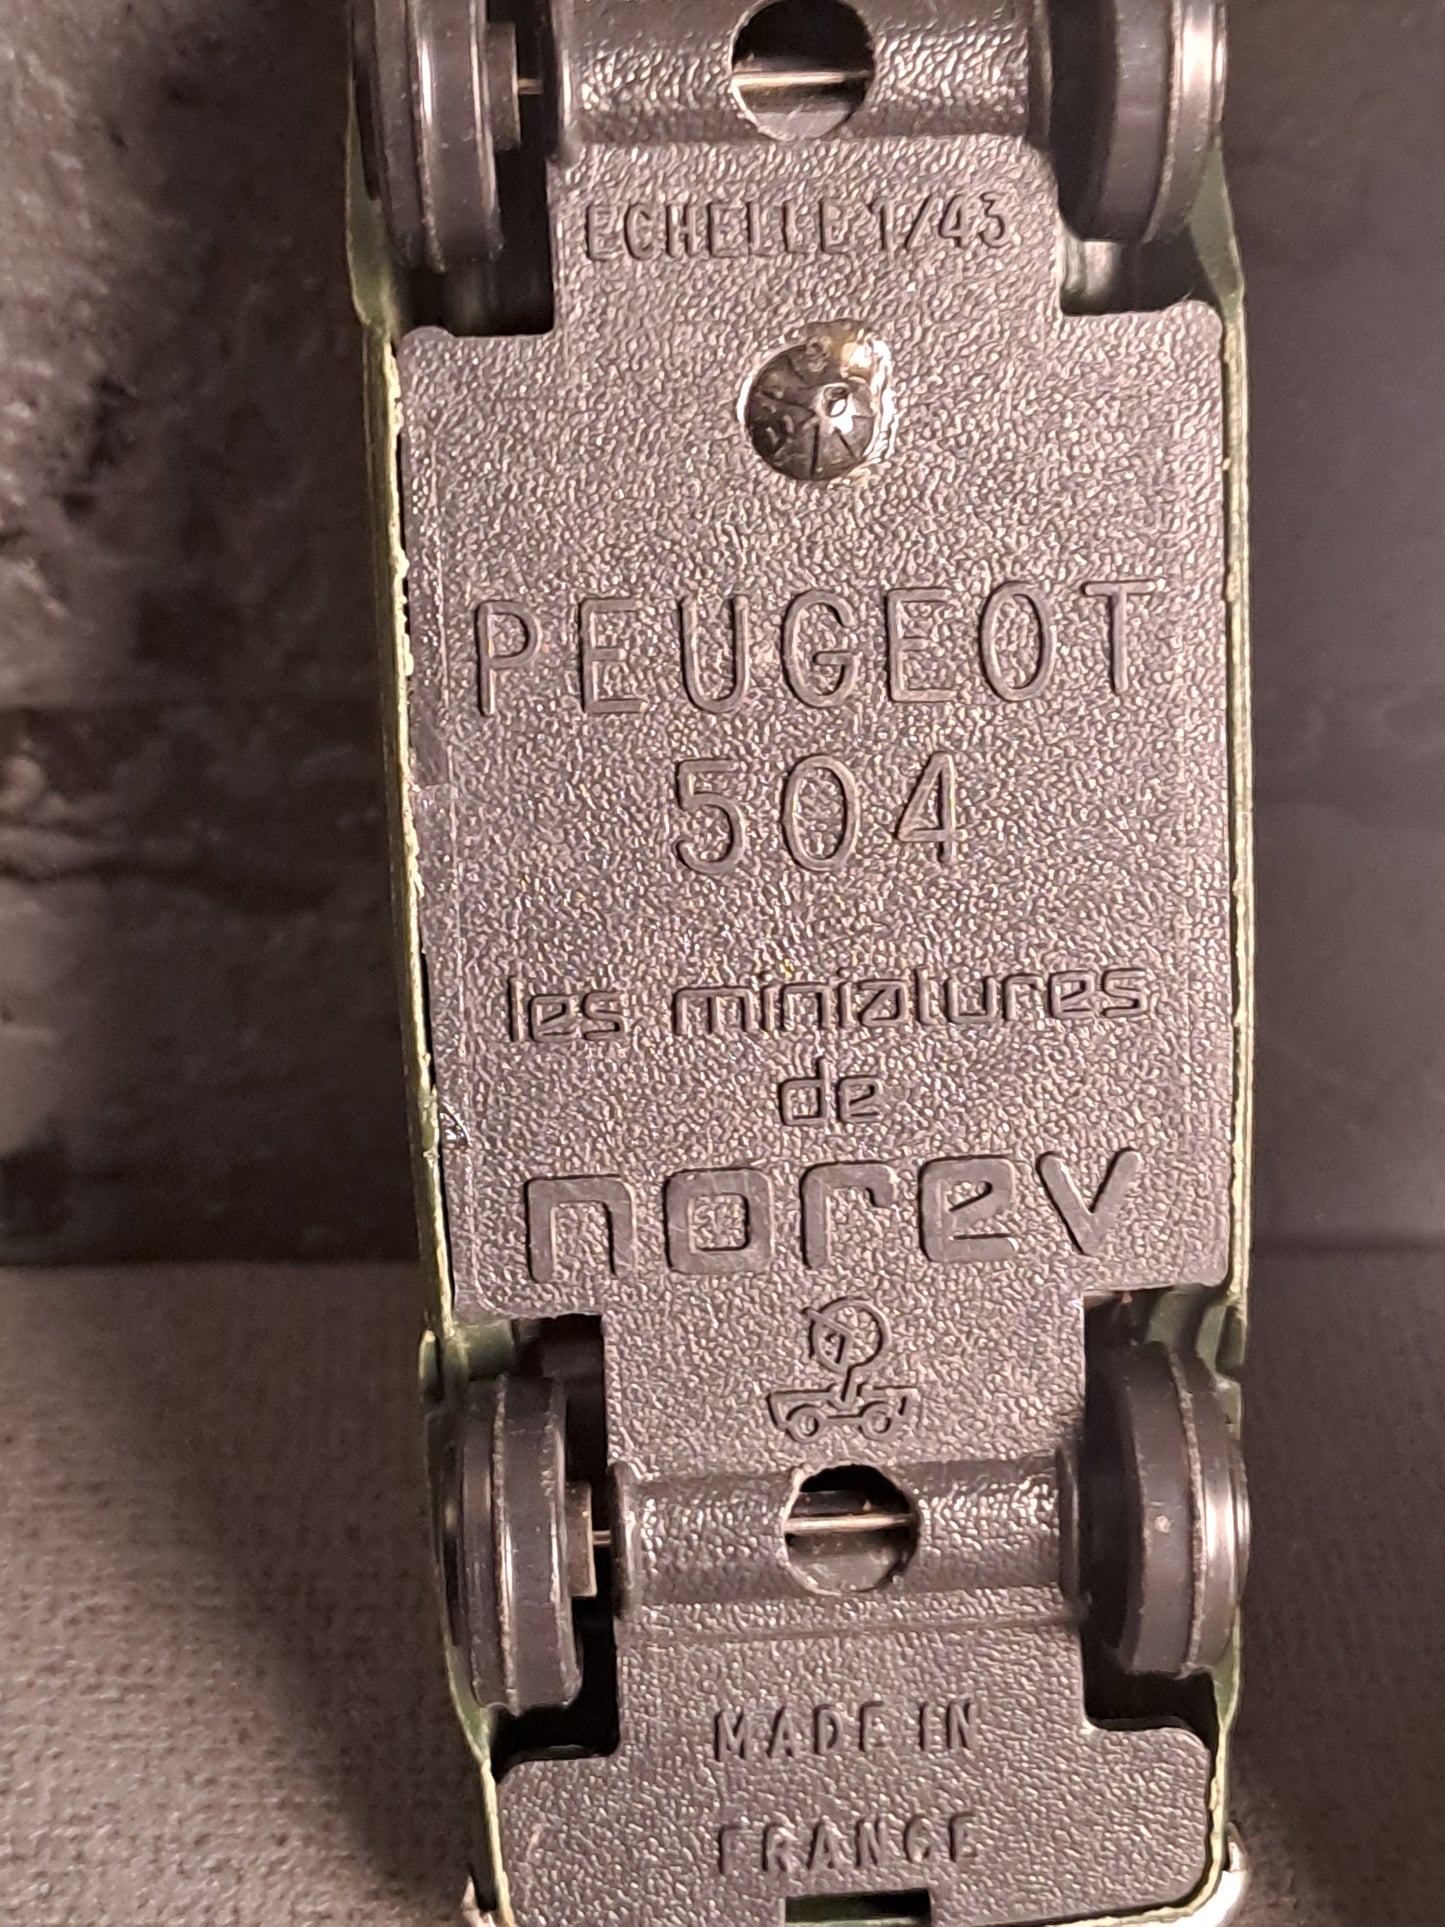 ECHELLE 1/43
PEUGEOT
504
les miniatures
de
norev
MADE IN
FRANCE